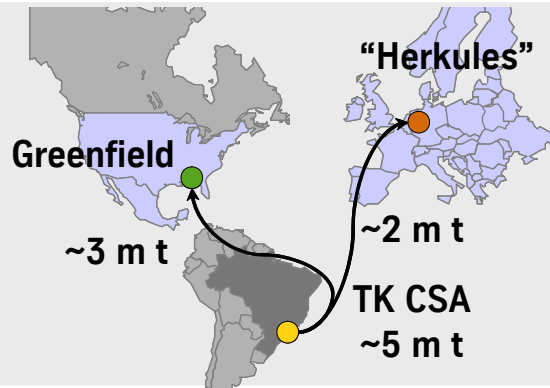 “Herkules”
Greenfield
~3 m t
~2 m t
TK CSA
~5 m t